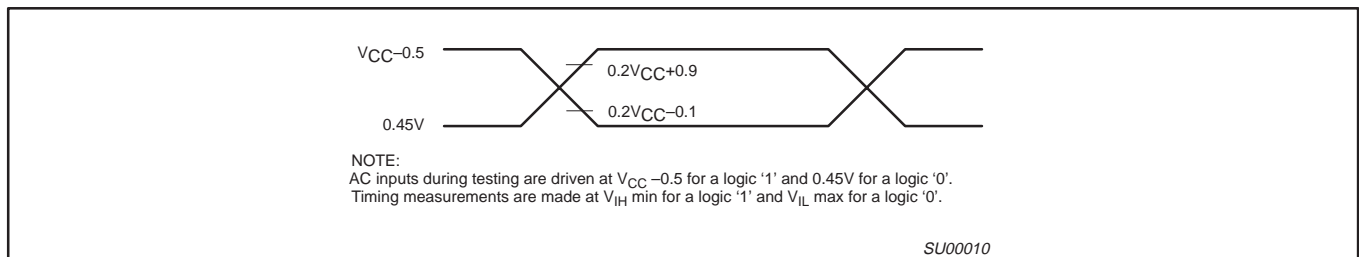 VCC–0.5
0.2VCC+0.9
0.2VCC–0.1
0.45V
NOTE:
AC inputs during testing are driven at VCC –0.5 for a logic ‘1’ and 0.45V for a logic ‘0’.
Timing measurements are made at VIH min for a logic ‘1’ and VIL max for a logic ‘0’.
SU00010